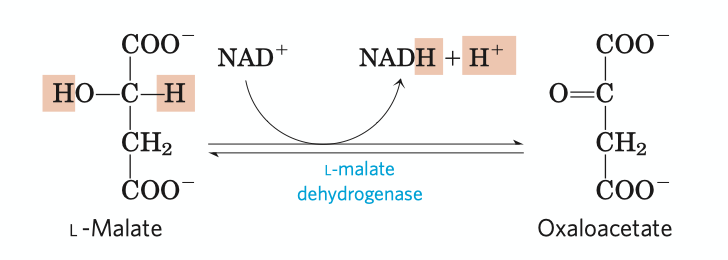 COO⁻
HO—C—H
CH₂
COO⁻
L-Malate
NAD⁺
NADH + H⁺
L-malate
dehydrogenase
COO⁻
O=C
CH₂
COO⁻
Oxaloacetate